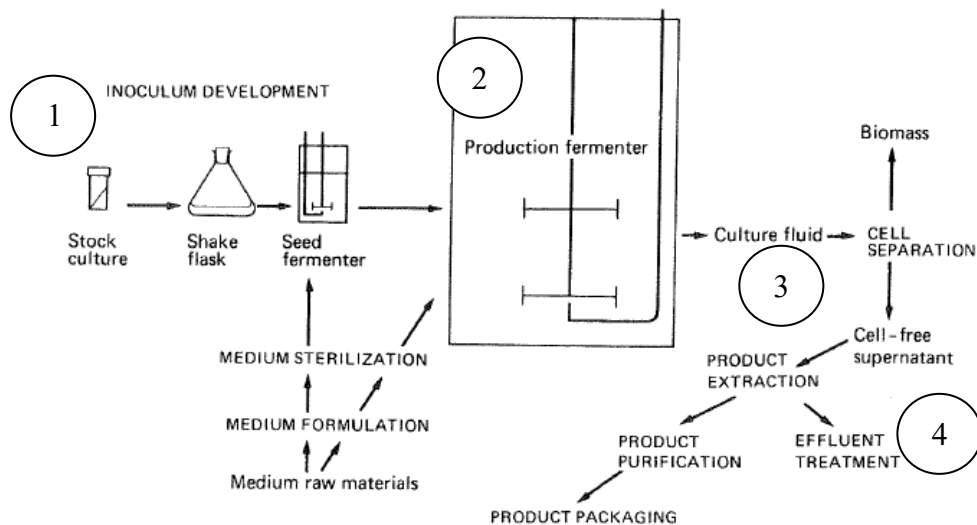 1
INOCULUM DEVELOPMENT
Stock
culture
Shake
flask
Seed
fermenter
2
Production fermenter
MEDIUM STERILIZATION
MEDIUM FORMULATION
Medium raw materials
Culture fluid
3
Biomass
CELL
SEPARATION
Cell-free
supernatant
PRODUCT
EXTRACTION
PRODUCT
PURIFICATION
PRODUCT PACKAGING
EFFLUENT
TREATMENT
4